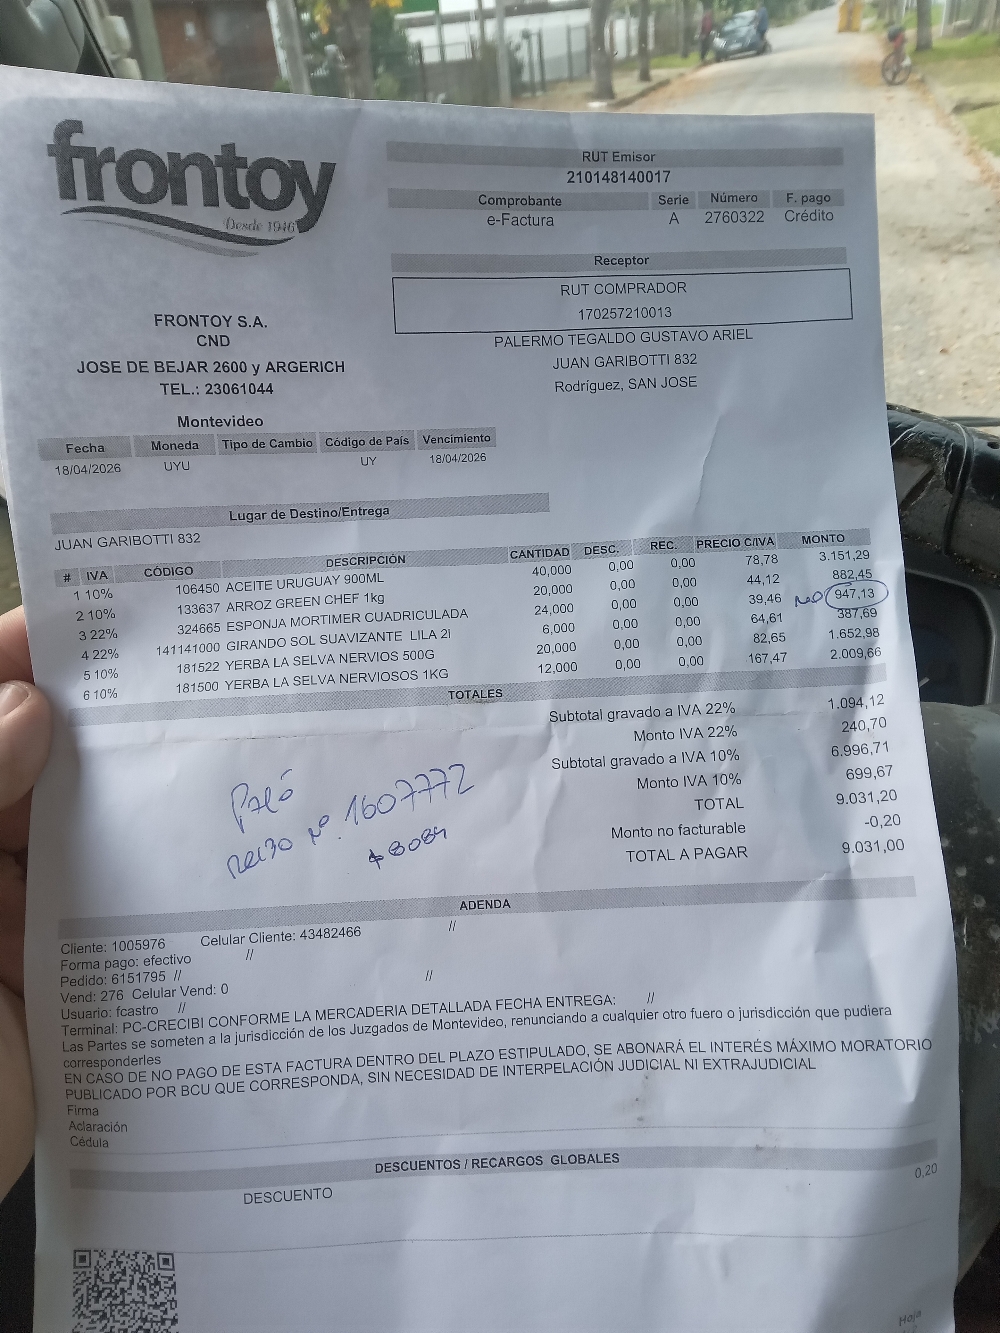 frontoy
Desde 1946
RUT Emisor
210148140017
Comprobante Serie Número F. pago
e-Factura A 2760322 Crédito
Receptor
RUT COMPRADOR
170257210013
PALERMO TEGALDO GUSTAVO ARIEL
JUAN GARIBOTTI 832
Rodríguez, SAN JOSE
FRONTOY S.A.
CND
JOSE DE BEJAR 2600 y ARGERICH
TEL.: 23061044
Montevideo
Fecha Moneda Tipo de Cambio Código de País Vencimiento
18/04/2026 UYU UY 18/04/2026
Lugar de Destino/Entrega
JUAN GARIBOTTI 832
# IVA CÓDIGO DESCRIPCIÓN CANTIDAD DESC. REC. PRECIO C/IVA MONTO
1 10% 106450 ACEITE URUGUAY 900ML 40,000 0,00 0,00 78,78 3.151,29
2 10% 133637 ARROZ GREEN CHEF 1kg 20,000 0,00 0,00 44,12 882,45
3 22% 324665 ESPONJA MORTIMER CUADRICULADA 24,000 0,00 0,00 39,46 NO 947,13
4 22% 141141000 GIRANDO SOL SUAVIZANTE LILA 2l 6,000 0,00 0,00 64,61 387,69
5 10% 181522 YERBA LA SELVA NERVIOS 500G 20,000 0,00 0,00 82,65 1.652,98
6 10% 181500 YERBA LA SELVA NERVIOSOS 1KG 12,000 0,00 0,00 167,47 2.009,66
TOTALES
Subtotal gravado a IVA 22% 1.094,12
Monto IVA 22% 240,70
Subtotal gravado a IVA 10% 6.996,71
Monto IVA 10% 699,67
TOTAL 9.031,20
Monto no facturable -0,20
TOTAL A PAGAR 9.031,00
Nº 1607772
ADENDA
Cliente: 1005976 Celular Cliente: 43482466 //
Forma pago: efectivo //
Pedido: 6151795 // //
Vend: 276 Celular Vend: 0
Usuario: fcastro //
Terminal: PC-CRECIBI CONFORME LA MERCADERIA DETALLADA FECHA ENTREGA: //
Las Partes se someten a la jurisdicción de los Juzgados de Montevideo, renunciando a cualquier otro fuero o jurisdicción que pudiera
corresponderles
EN CASO DE NO PAGO DE ESTA FACTURA DENTRO DEL PLAZO ESTIPULADO, SE ABONARÁ EL INTERÉS MÁXIMO MORATORIO
PUBLICADO POR BCU QUE CORRESPONDA, SIN NECESIDAD DE INTERPELACIÓN JUDICIAL NI EXTRAJUDICIAL
Firma
Aclaración
Cédula
DESCUENTOS / RECARGOS GLOBALES
DESCUENTO 0,20
Hoja